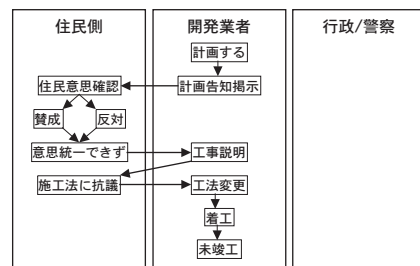 住民側
開発業者
行政/警察
計画する
住民意思確認
計画告知掲示
賛成
反対
意思統一できず
工事説明
施工法に抗議
工法変更
着工
未竣工